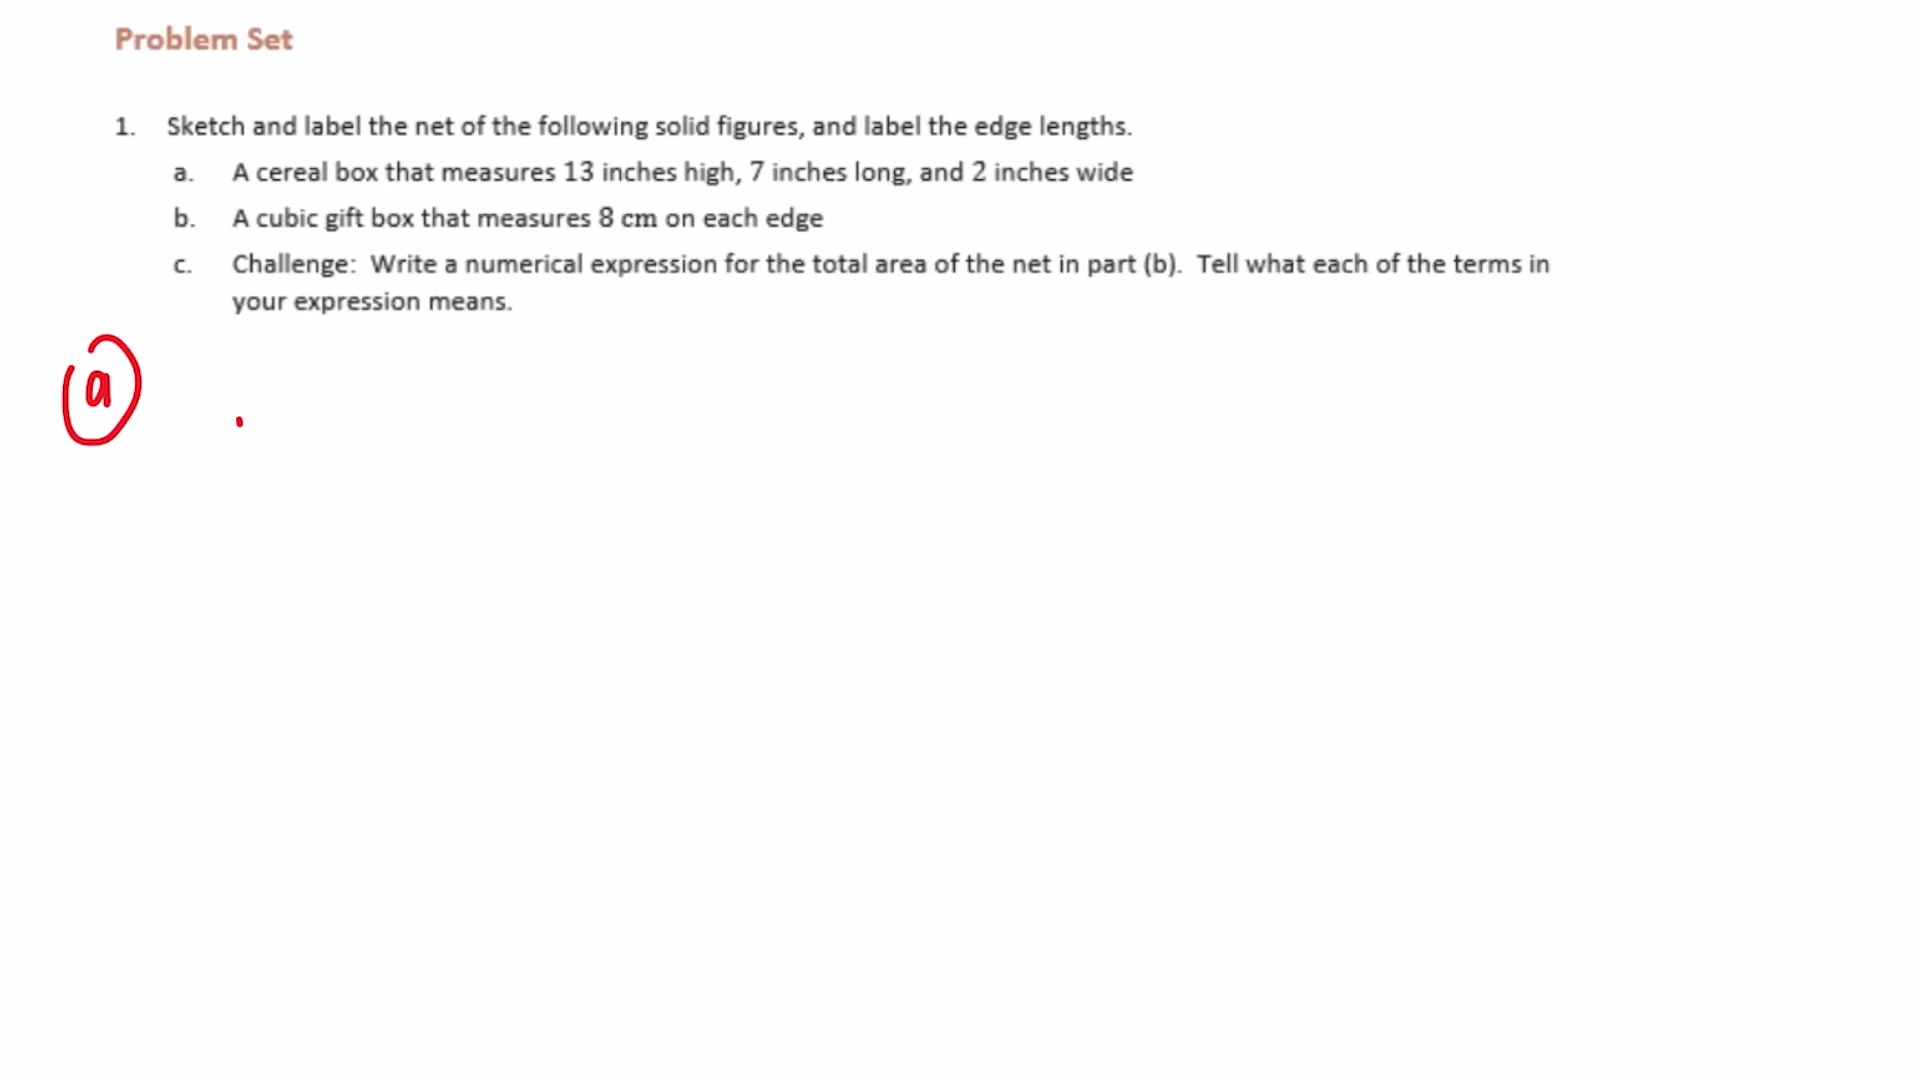 Problem Set
1. Sketch and label the net of the following solid figures, and label the edge lengths.
a. A cereal box that measures 13 inches high, 7 inches long, and 2 inches wide
b. A cubic gift box that measures 8 cm on each edge
c. Challenge: Write a numerical expression for the total area of the net in part (b). Tell what each of the terms in
your expression means.
a